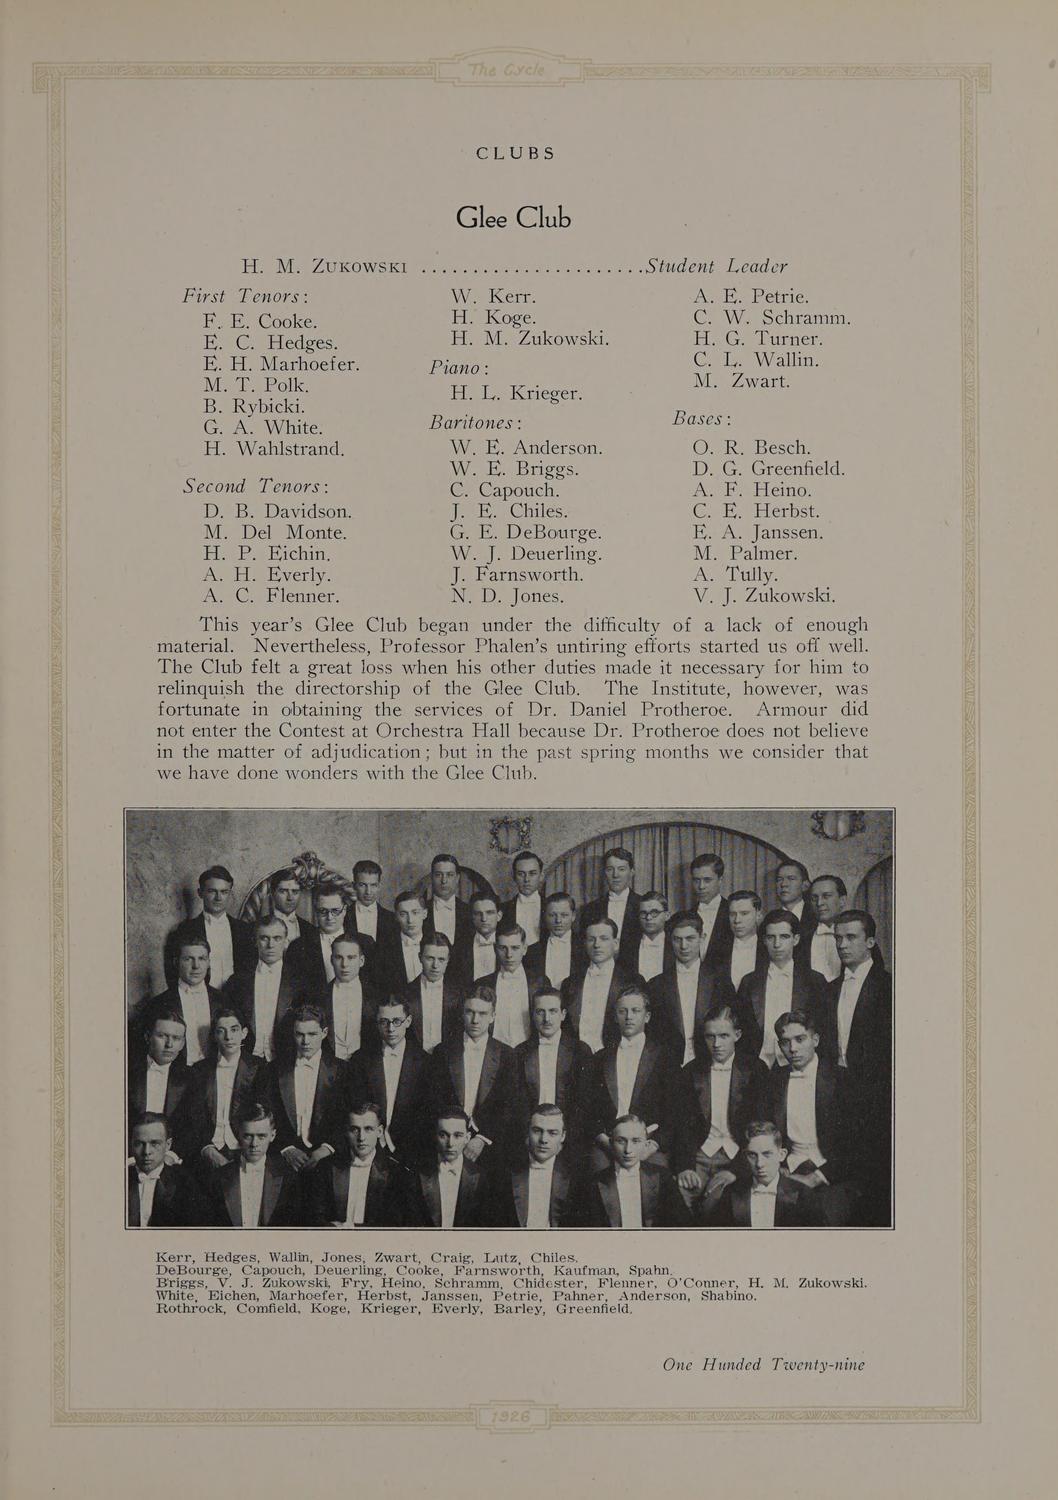 The Cycle
CLUBS
Glee Club
H. M. ZUKOWSKI ........................Student Leader
First Tenors:
F. E. Cooke.
E. C. Hedges.
E. H. Marhoefer.
M. T. Polk.
B. Rybicki.
G. A. White.
H. Wahlstrand.
Second Tenors:
D. B. Davidson.
M. Del Monte.
H. P. Eichin.
A. H. Everly.
A. C. Flenner.
W. Kerr.
H. Koge.
H. M. Zukowski.
Piano:
H. L. Krieger.
Baritones:
W. E. Anderson.
W. E. Briggs.
C. Capouch.
J. E. Chiles.
G. E. DeBourge.
W. J. Deuerling.
J. Farnsworth.
N. D. Jones.
A. E. Petrie.
C. W. Schramm.
H. G. Turner.
C. L. Wallin.
M. Zwart.
Bases:
O. R. Besch.
D. G. Greenfield.
A. F. Heino.
C. E. Herbst.
E. A. Janssen.
M. Palmer.
A. Tully.
V. J. Zukowski.
This year's Glee Club began under the difficulty of a lack of enough
material. Nevertheless, Professor Phalen's untiring efforts started us off well.
The Club felt a great loss when his other duties made it necessary for him to
relinquish the directorship of the Glee Club. The Institute, however, was
fortunate in obtaining the services of Dr. Daniel Protheroe. Armour did
not enter the Contest at Orchestra Hall because Dr. Protheroe does not believe
in the matter of adjudication; but in the past spring months we consider that
we have done wonders with the Glee Club.
Kerr, Hedges, Wallin, Jones, Zwart, Craig, Lutz, Chiles.
DeBourge, Capouch, Deuerling, Cooke, Farnsworth, Kaufman, Spahn.
Briggs, V. J. Zukowski, Fry, Heino, Schramm, Chidester, Flenner, O'Conner, H. M. Zukowski.
White, Eichen, Marhoefer, Herbst, Janssen, Petrie, Pahner, Anderson, Shabino.
Rothrock, Comfield, Koge, Krieger, Everly, Barley, Greenfield.
One Hunded Twenty-nine
1926